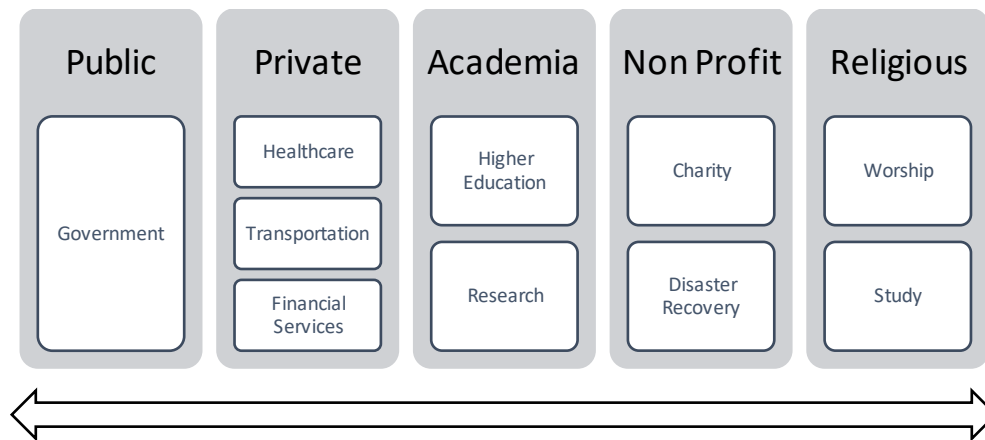 Public
Government
Private
Healthcare
Transportation
Financial
Services
Academia
Higher
Education
Research
Non Profit
Charity
Disaster
Recovery
Religious
Worship
Study